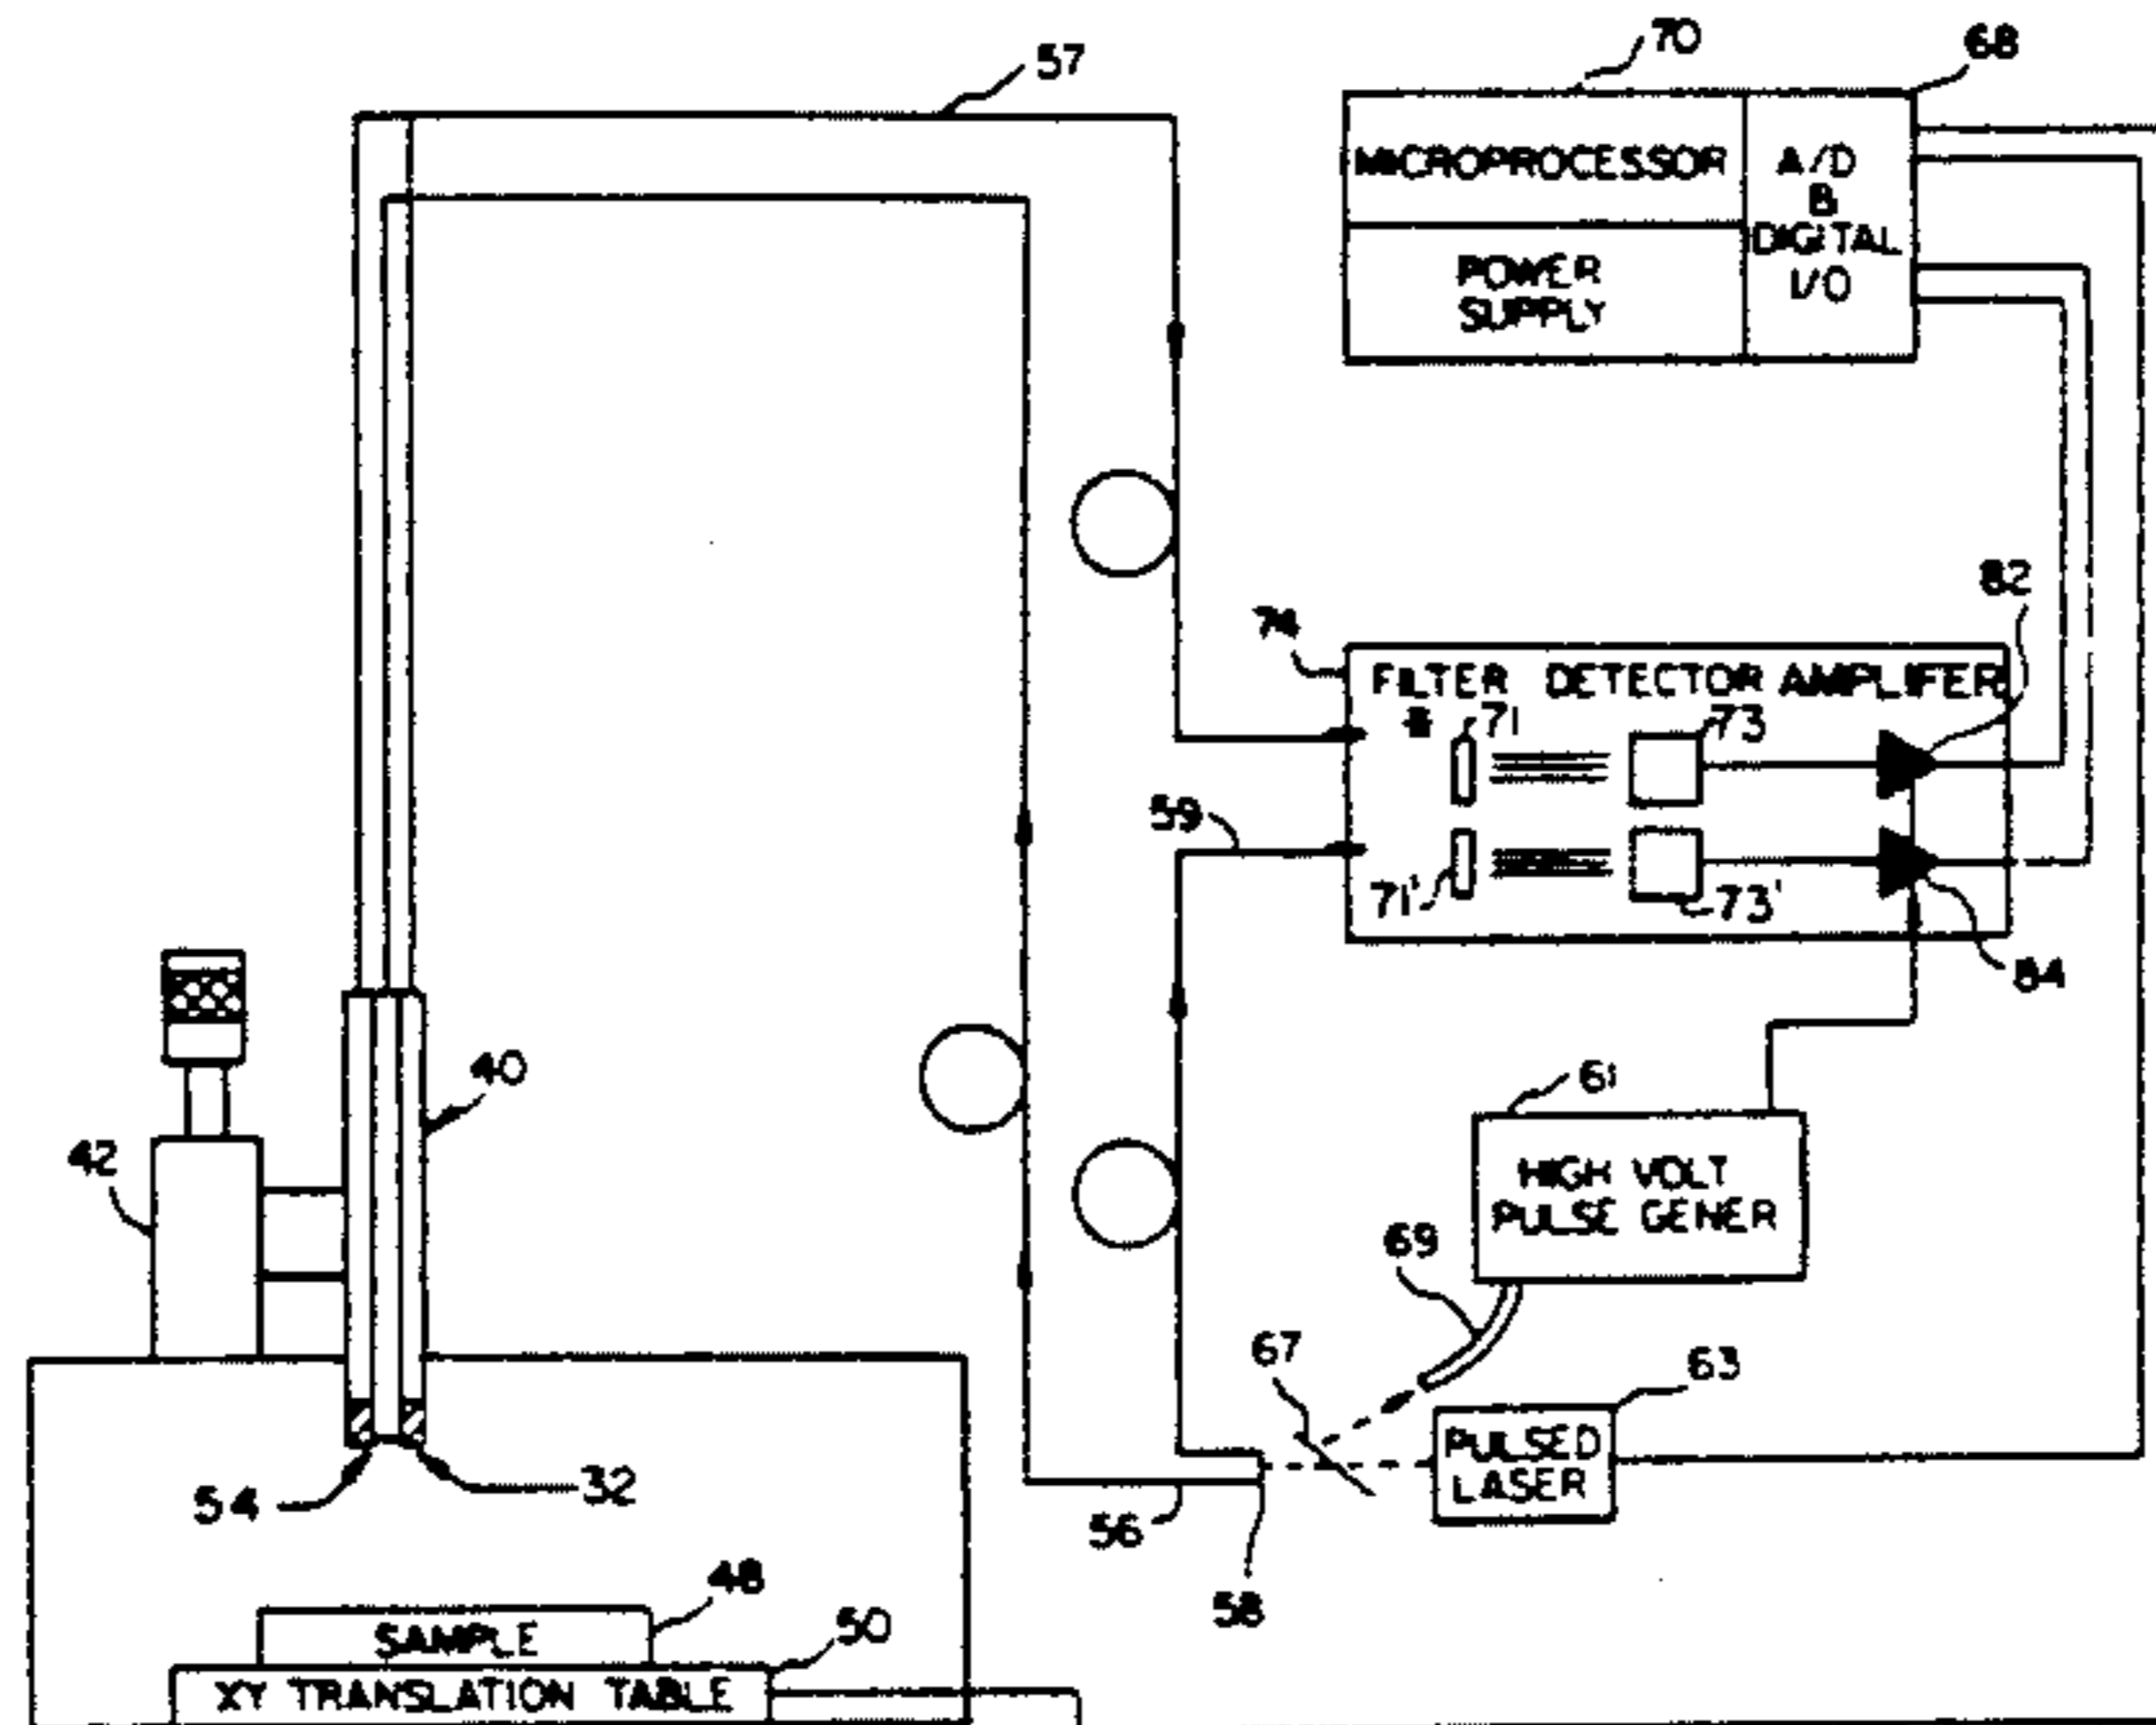 57
70
68
MICROPROCESSOR
A/D
&
DIGITAL
I/O
POWER
SUPPLY
82
74
FILTER DETECTOR AMPLIFER
71
73
59
71'
73'
84
40
61
42
HIGH VOLT
PULSE GENER
69
67
63
PULSED
LASER
54
32
56
58
48
SAMPLE
50
XY TRANSLATION TABLE